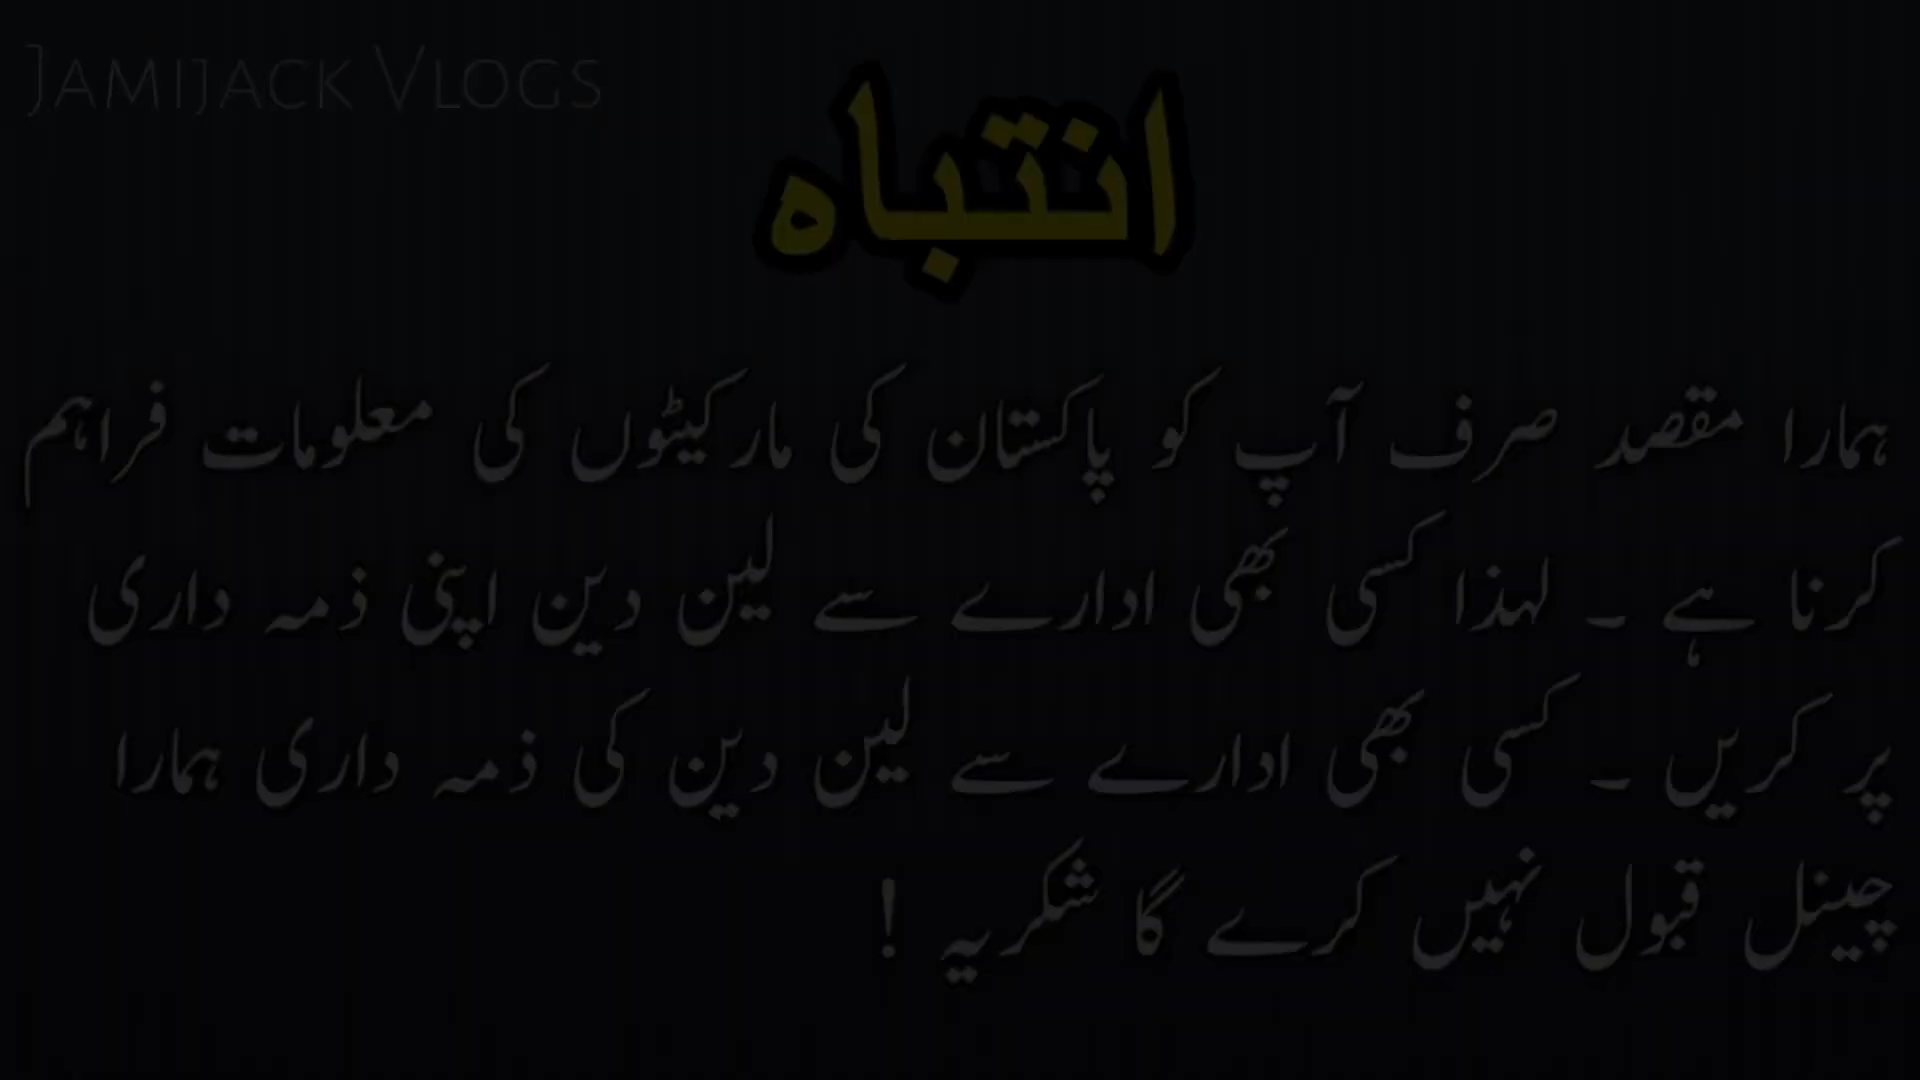 JAMIJACK VLOGS
انتباہ
ہمارا مقصد صرف آپ کو پاکستان کی مارکیٹوں کی معلومات فراہم
کرنا ہے ۔ لہذا کسی بھی ادارے سے لین دین اپنی ذمہ داری
پر کریں ۔ کسی بھی ادارے سے لین دین کی ذمہ داری ہمارا
چینل قبول نہیں کرے گا شکریہ !